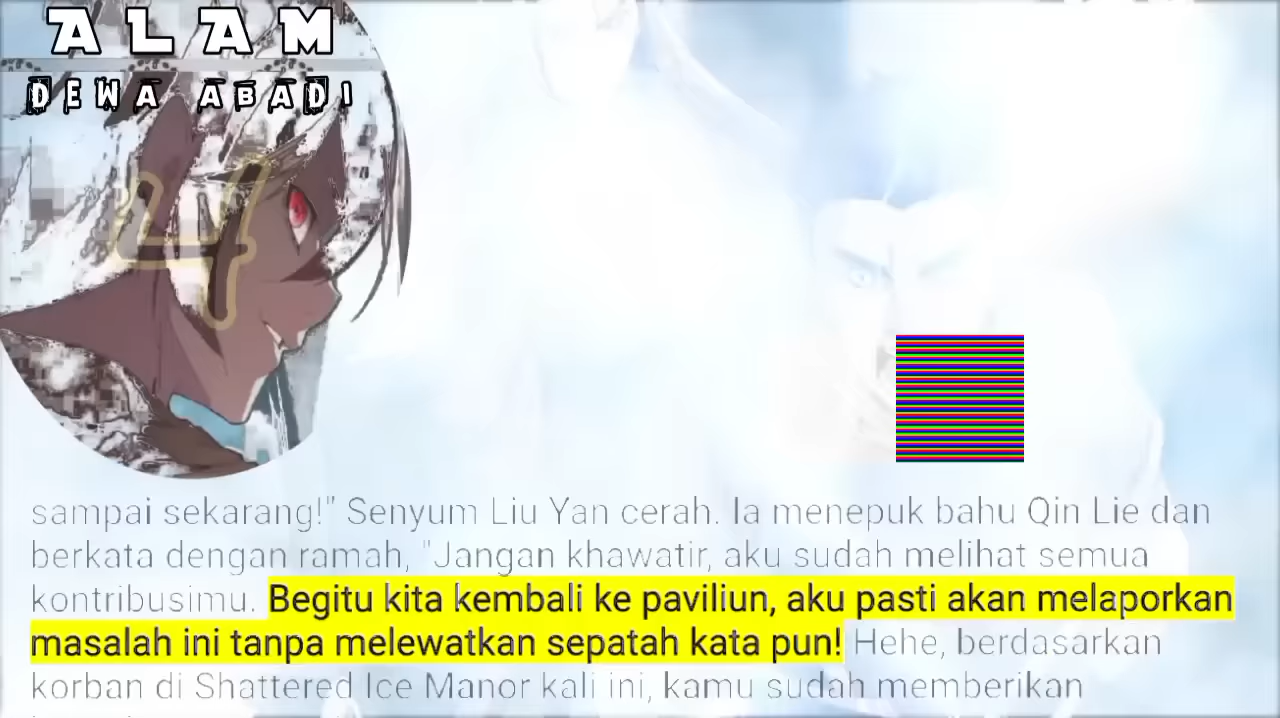 ALAM
DEWA ABADI
4
sampai sekarang!" Senyum Liu Yan cerah. Ia menepuk bahu Qin Lie dan
berkata dengan ramah, "Jangan khawatir, aku sudah melihat semua
kontribusimu. Begitu kita kembali ke paviliun, aku pasti akan melaporkan
masalah ini tanpa melewatkan sepatah kata pun! Hehe, berdasarkan
korban di Shattered Ice Manor kali ini, kamu sudah memberikan